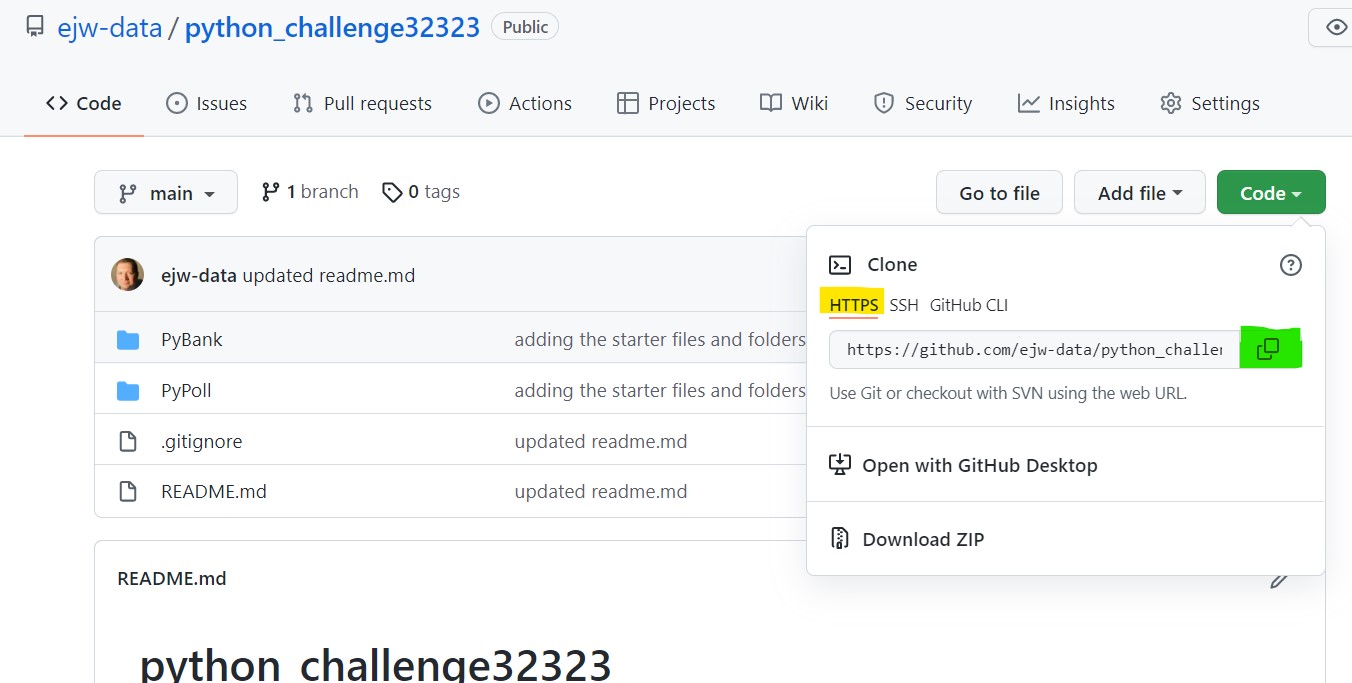 ejw-data / python_challenge32323 Public
Code Issues Pull requests Actions Projects Wiki Security Insights Settings
main 1 branch 0 tags Go to file Add file Code
ejw-data updated readme.md
Clone
HTTPS SSH GitHub CLI
PyBank adding the starter files and folders
https://github.com/ejw-data/python_challen
PyPoll adding the starter files and folders
Use Git or checkout with SVN using the web URL.
.gitignore updated readme.md
Open with GitHub Desktop
README.md updated readme.md
Download ZIP
README.md
python_challenge32323